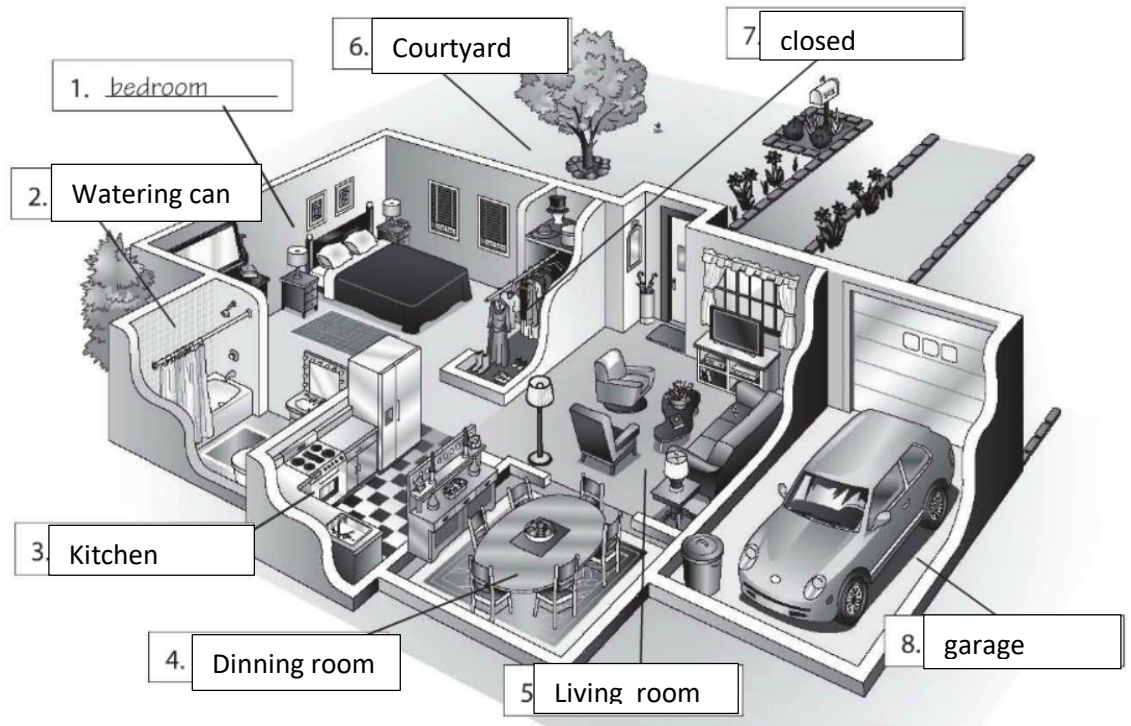 1. bedroom
2. Watering can
3. Kitchen
4. Dinning room
5 Living room
6. Courtyard
7. closed
8. garage